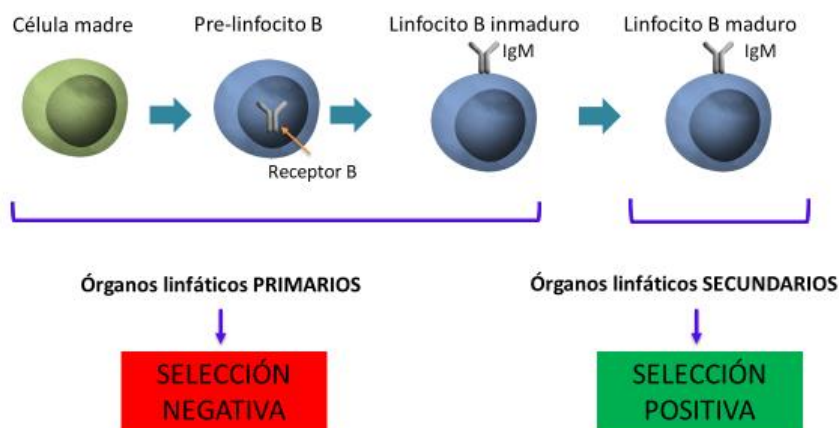 Célula madre
Pre-linfocito B
Linfocito B inmaduro
Linfocito B maduro
IgM
IgM
Receptor B
Órganos linfáticos PRIMARIOS
Órganos linfáticos SECUNDARIOS
SELECCIÓN
NEGATIVA
SELECCIÓN
POSITIVA